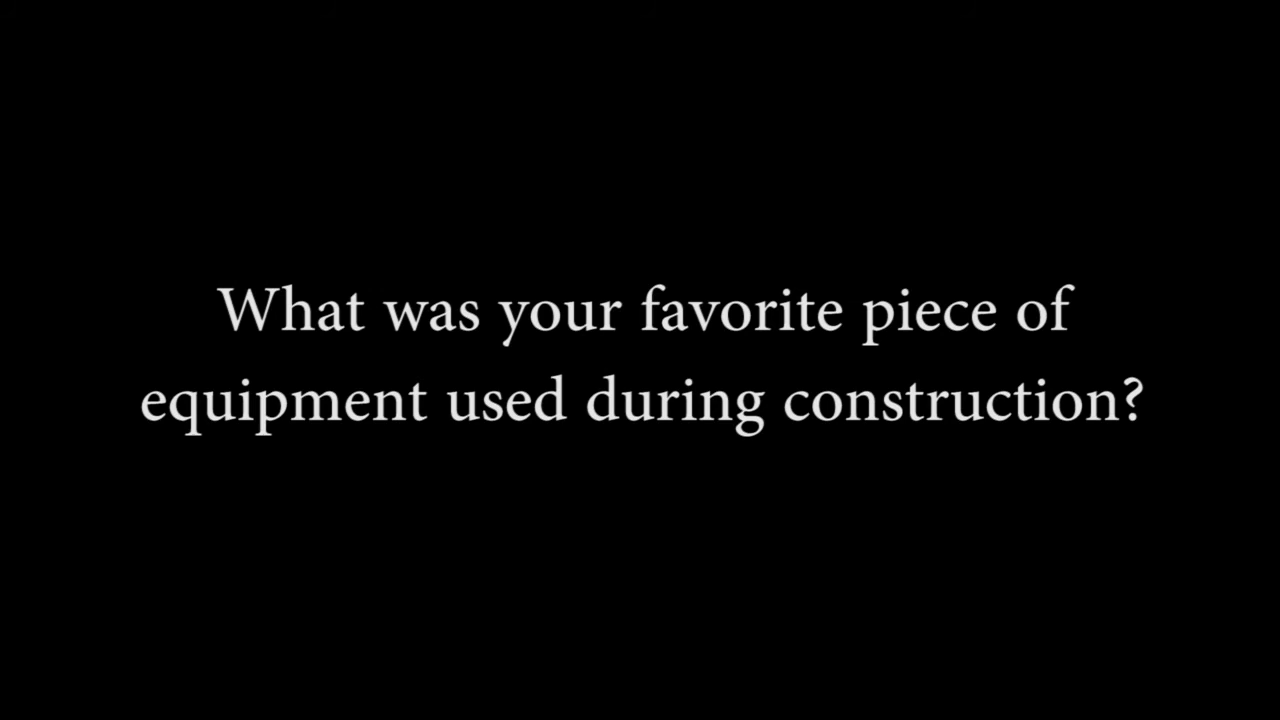 What was your favorite piece of
equipment used during construction?